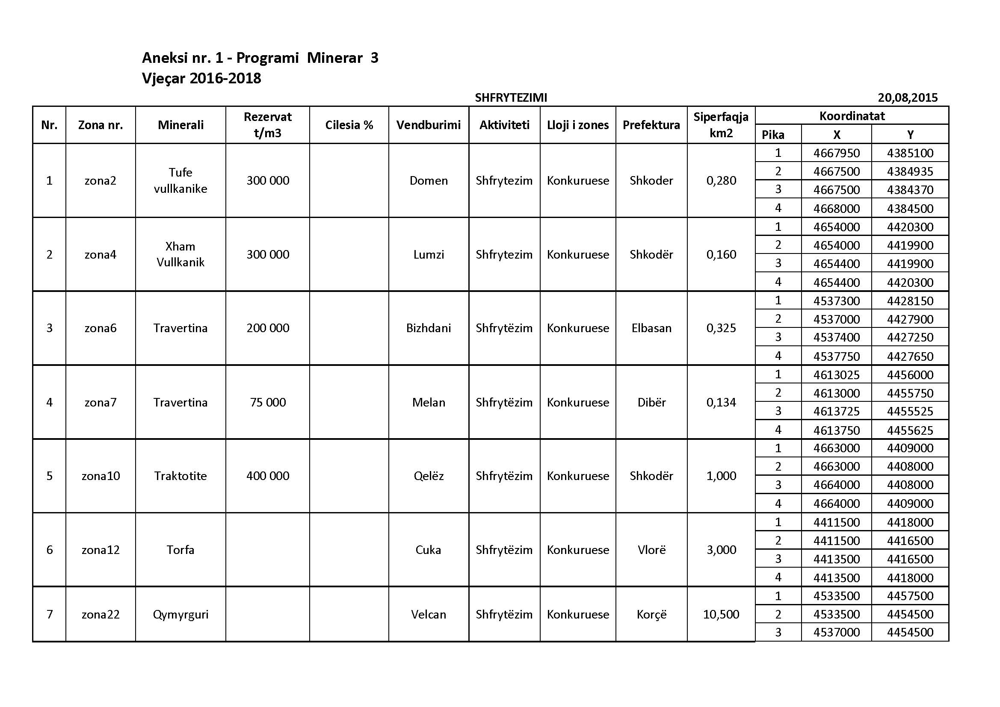 Aneksi nr. 1 - Programi Minerar 3
Vjeçar 2016-2018
SHFRYTEZIMI 20,08,2015
Nr. Zona nr. Minerali Rezervat t/m3 Cilesia % Vendburimi Aktiviteti Lloji i zones Prefektura Siperfaqja km2 Koordinatat
Pika X Y
1 zona2 Tufe vullkanike 300 000 Domen Shfrytezim Konkuruese Shkoder 0,280
1 4667950 4385100
2 4667500 4384935
3 4667500 4384370
4 4668000 4384500
2 zona4 Xham Vullkanik 300 000 Lumzi Shfrytezim Konkuruese Shkodër 0,160
1 4654000 4420300
2 4654000 4419900
3 4654400 4419900
4 4654400 4420300
3 zona6 Travertina 200 000 Bizhdani Shfrytëzim Konkuruese Elbasan 0,325
1 4537300 4428150
2 4537000 4427900
3 4537400 4427250
4 4537750 4427650
4 zona7 Travertina 75 000 Melan Shfrytëzim Konkuruese Dibër 0,134
1 4613025 4456000
2 4613000 4455750
3 4613725 4455525
4 4613750 4455625
5 zona10 Traktotite 400 000 Qelëz Shfrytëzim Konkuruese Shkodër 1,000
1 4663000 4409000
2 4663000 4408000
3 4664000 4408000
4 4664000 4409000
6 zona12 Torfa Cuka Shfrytëzim Konkuruese Vlorë 3,000
1 4411500 4418000
2 4411500 4416500
3 4413500 4416500
4 4413500 4418000
7 zona22 Qymyrguri Velcan Shfrytëzim Konkuruese Korçë 10,500
1 4533500 4457500
2 4533500 4454500
3 4537000 4454500